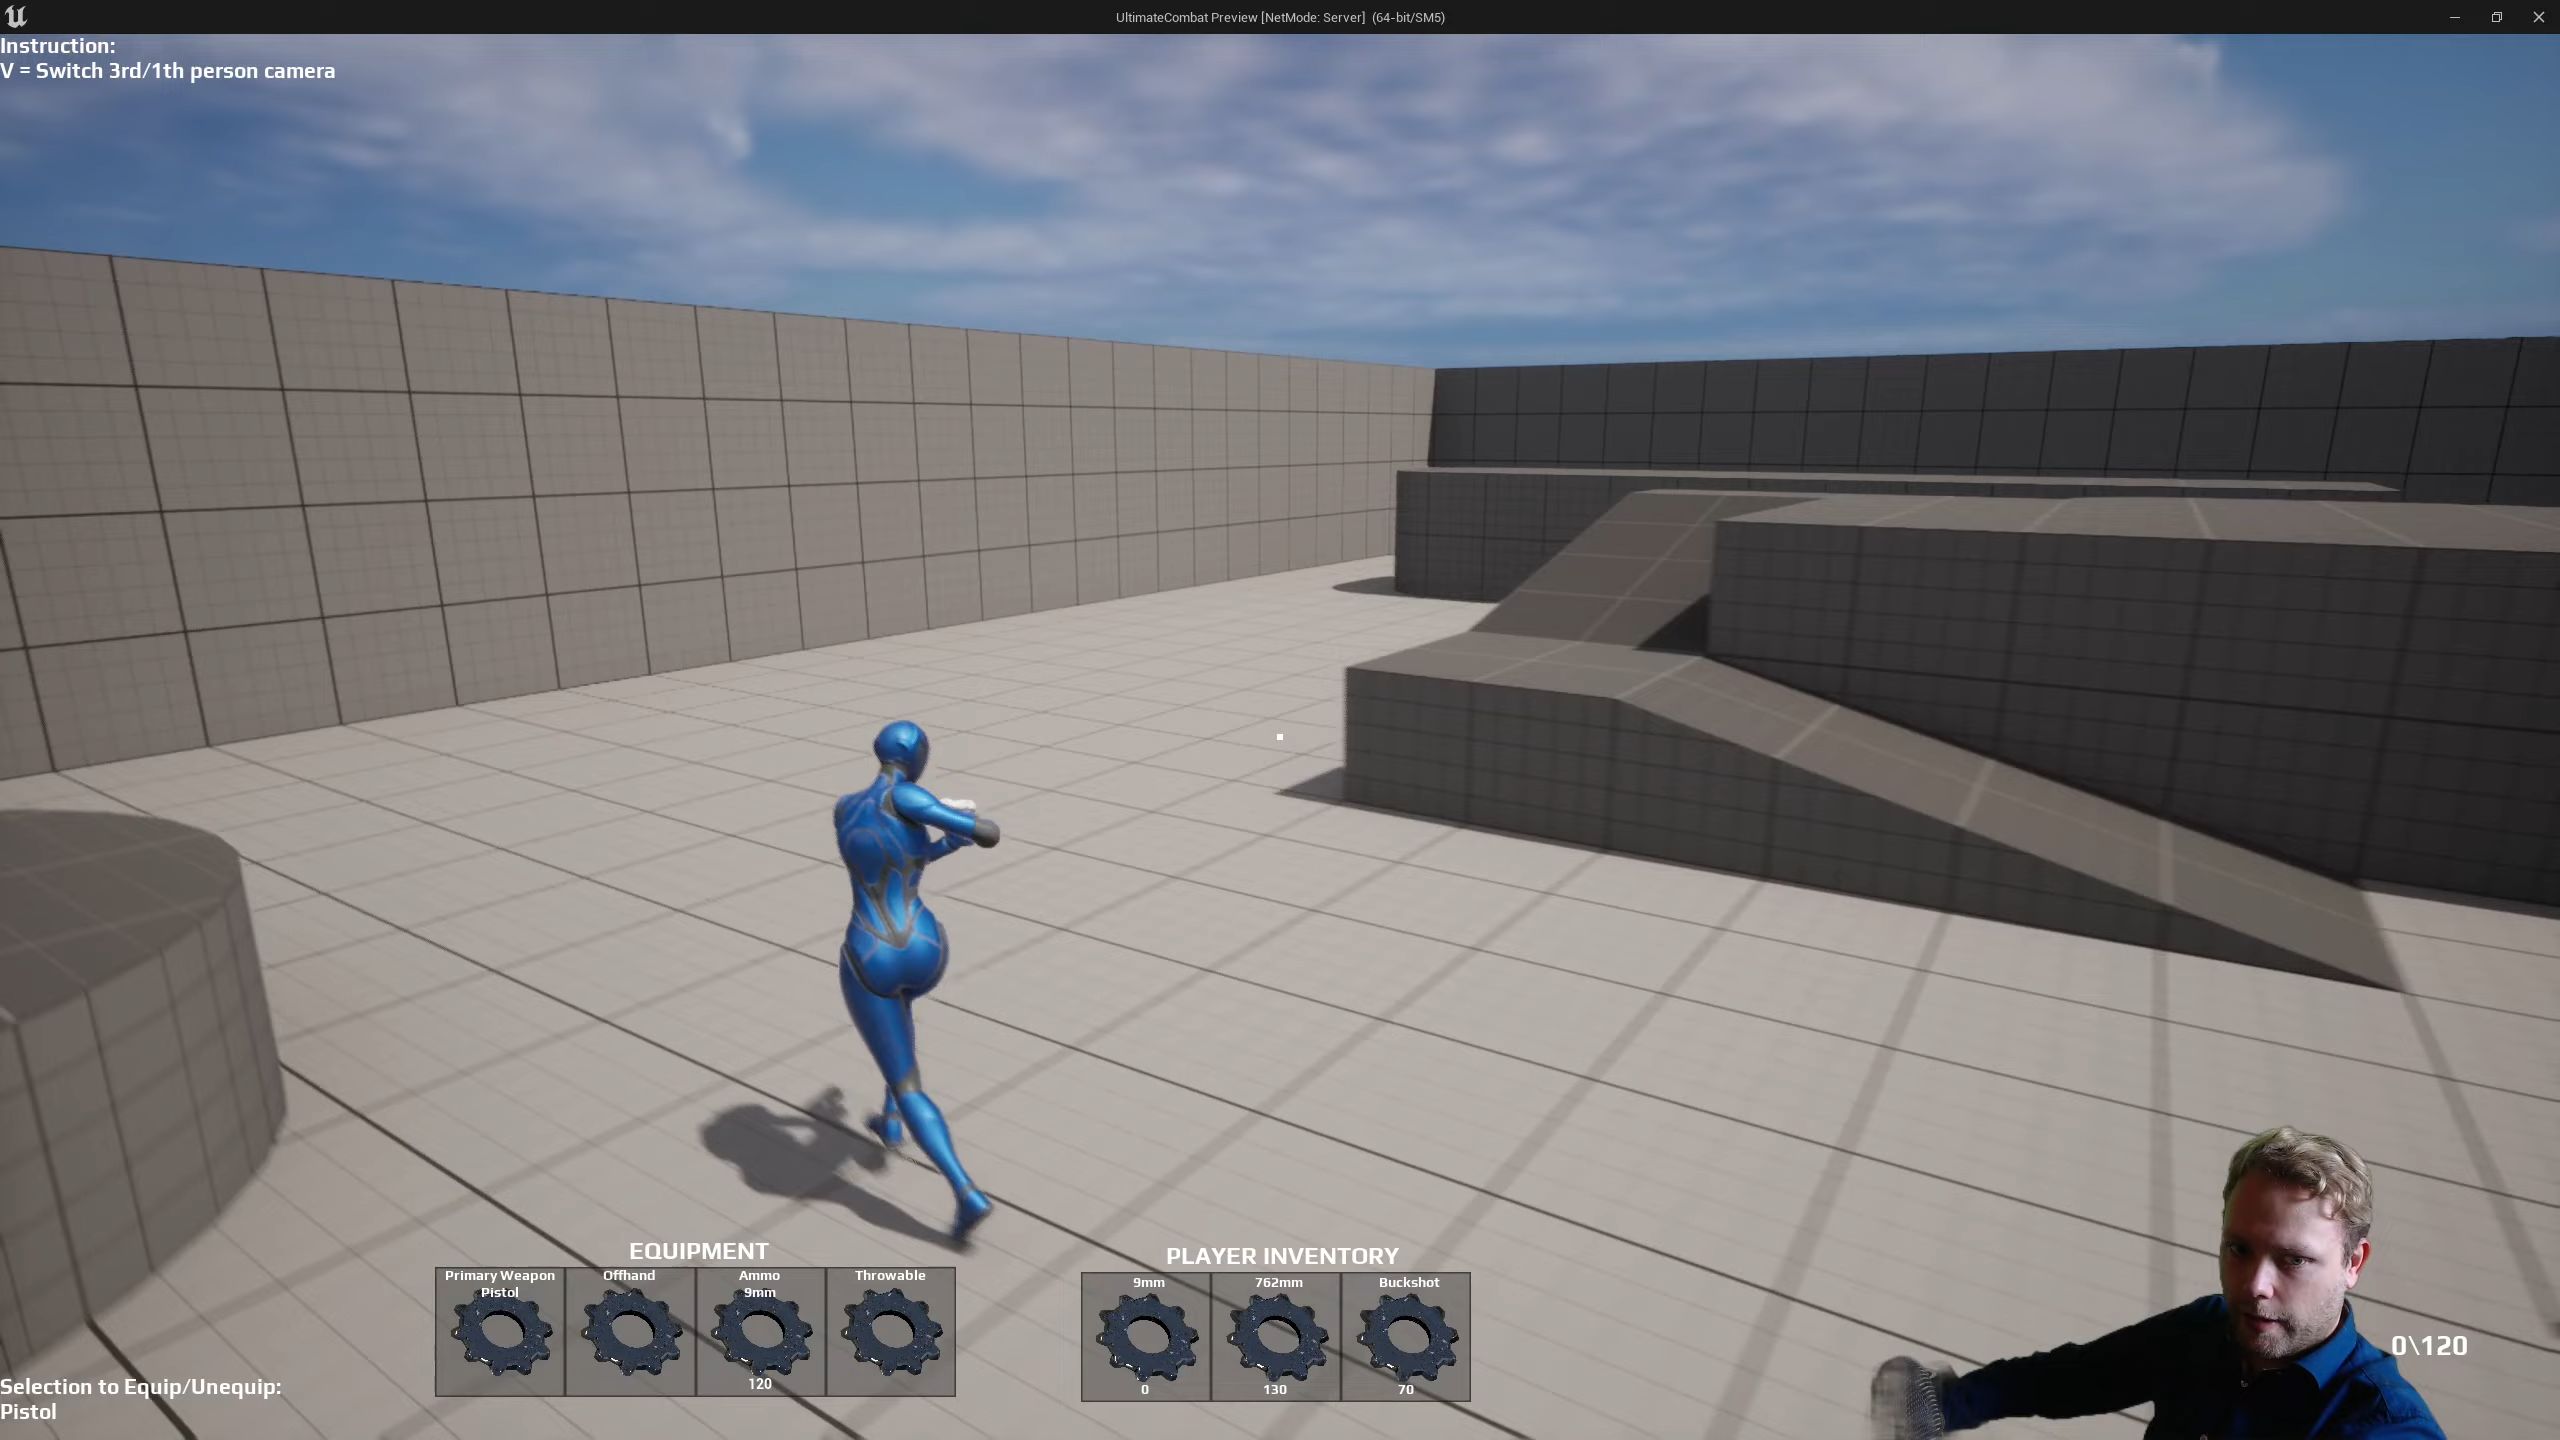 UltimateCombat Preview [NetMode: Server]  (64-bit/SM5)
Instruction:
V = Switch 3rd/1th person camera
EQUIPMENT
Primary Weapon
Pistol
Offhand
Ammo
9mm
120
Throwable
PLAYER INVENTORY
9mm
0
762mm
130
Buckshot
70
0\120
Selection to Equip/Unequip:
Pistol